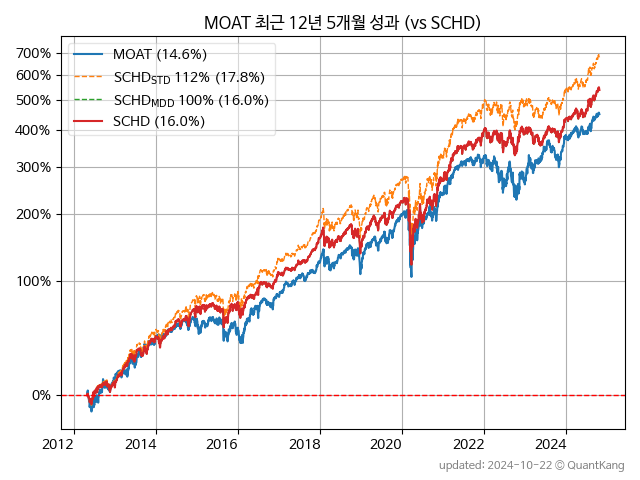 MOAT 최근 12년 5개월 성과 (vs SCHD)
MOAT (14.6%)
SCHD_STD 112% (17.8%)
SCHD_MDD 100% (16.0%)
SCHD (16.0%)
700%
600%
500%
400%
300%
200%
100%
0%
2012 2014 2016 2018 2020 2022 2024
updated: 2024-10-22 © QuantKang